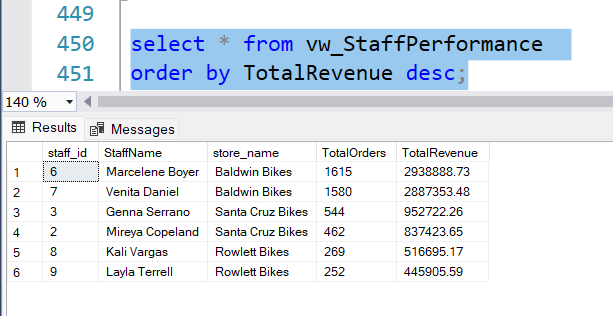 449
450 select * from vw_StaffPerformance
451 order by TotalRevenue desc;
140 %
Results Messages
staff_id StaffName store_name TotalOrders TotalRevenue
1 6 Marcelene Boyer Baldwin Bikes 1615 2938888.73
2 7 Venita Daniel Baldwin Bikes 1580 2887353.48
3 3 Genna Serrano Santa Cruz Bikes 544 952722.26
4 2 Mireya Copeland Santa Cruz Bikes 462 837423.65
5 8 Kali Vargas Rowlett Bikes 269 516695.17
6 9 Layla Terrell Rowlett Bikes 252 445905.59